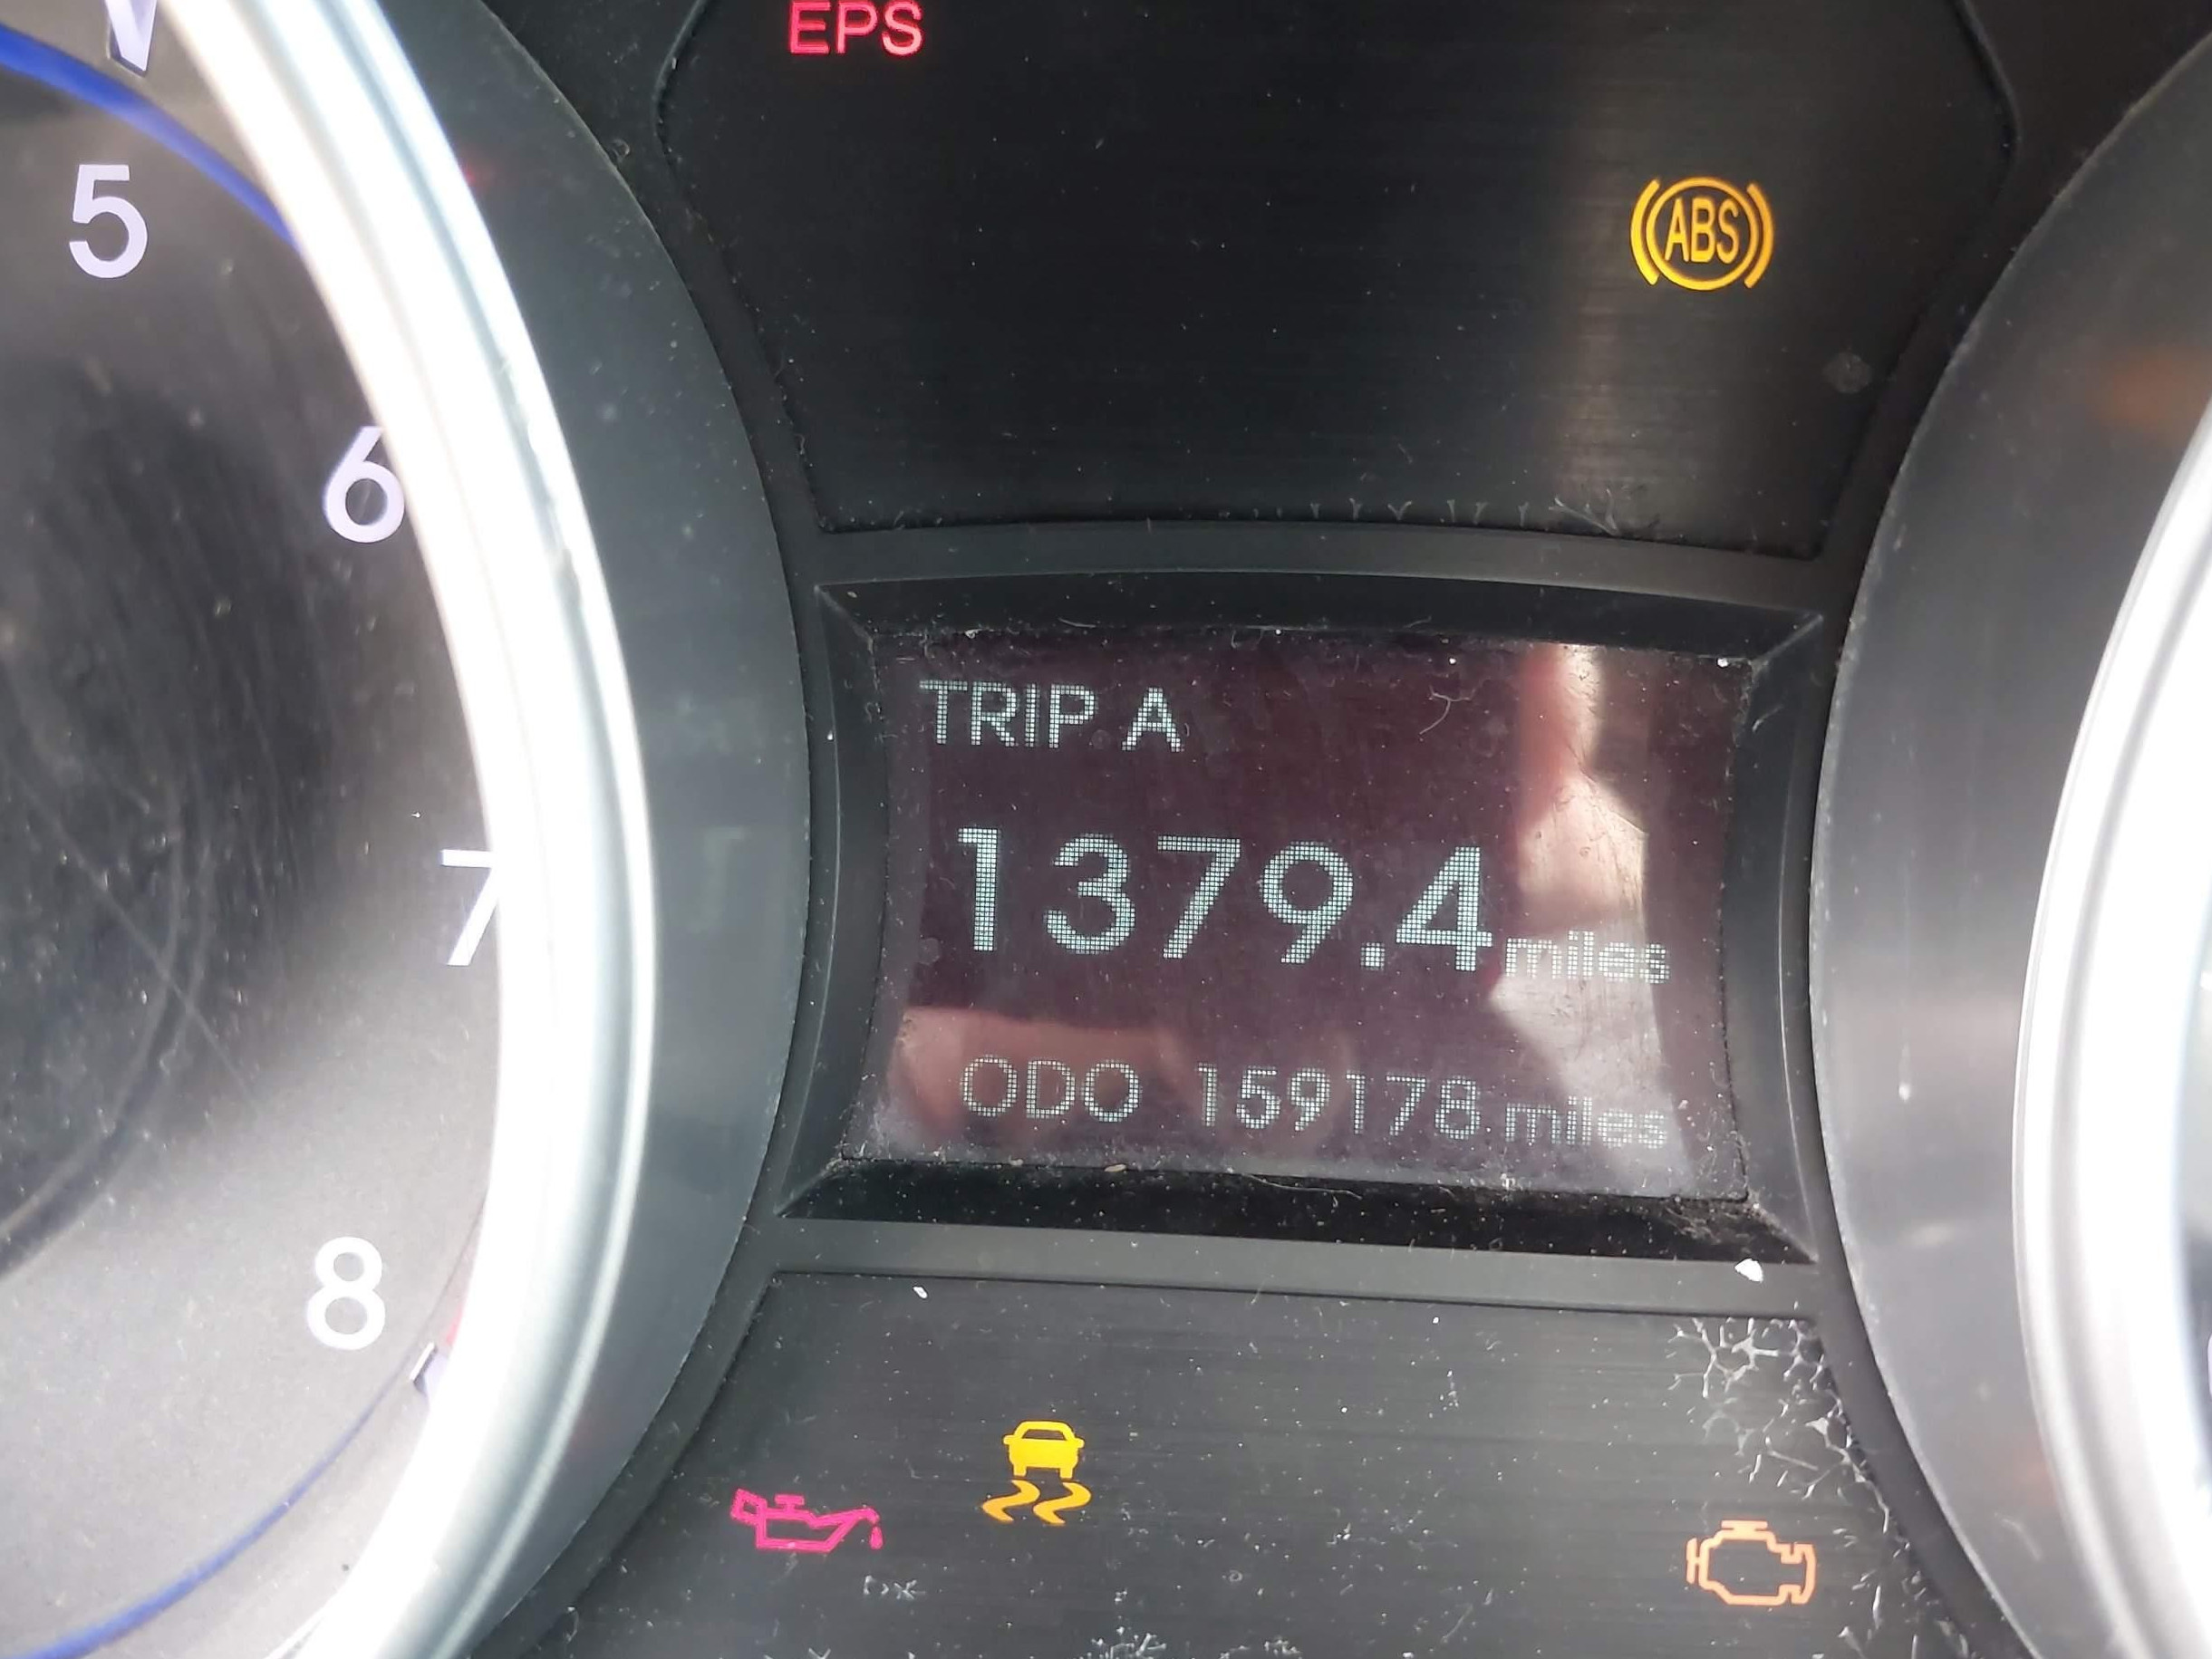 EPS
ABS
5
6
7
8
TRIP A
1379.4 miles
ODO 159178 miles